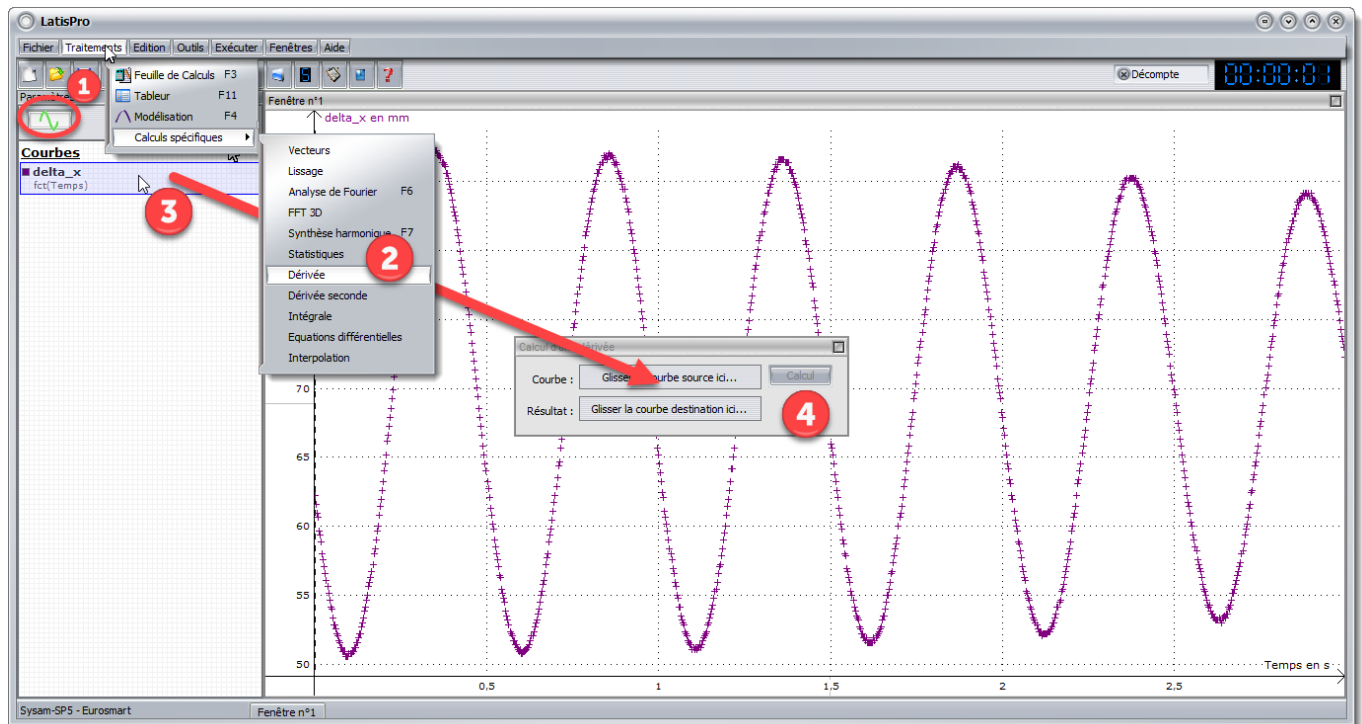 LatisPro
Fichier Traitements Edition Outils Exécuter Fenêtres Aide
Feuille de Calculs F3
Tableur F11
Modélisation F4
Calculs spécifiques
Décompte
00:00:01
1
Fenêtre n°1
delta_x en mm
Courbes
delta_x
fct(Temps)
3
Vecteurs
Lissage
Analyse de Fourier F6
FFT 3D
Synthèse harmonique F7
Statistiques
2
Dérivée
Dérivée seconde
Intégrale
Equations différentielles
Interpolation
Courbe :
Calcul
Résultat : Glisser la courbe destination ici...
4
70
65
60
55
50
Temps en s
0,5 1 1,5 2 2,5
Sysam-SP5 - Eurosmart
Fenêtre n°1